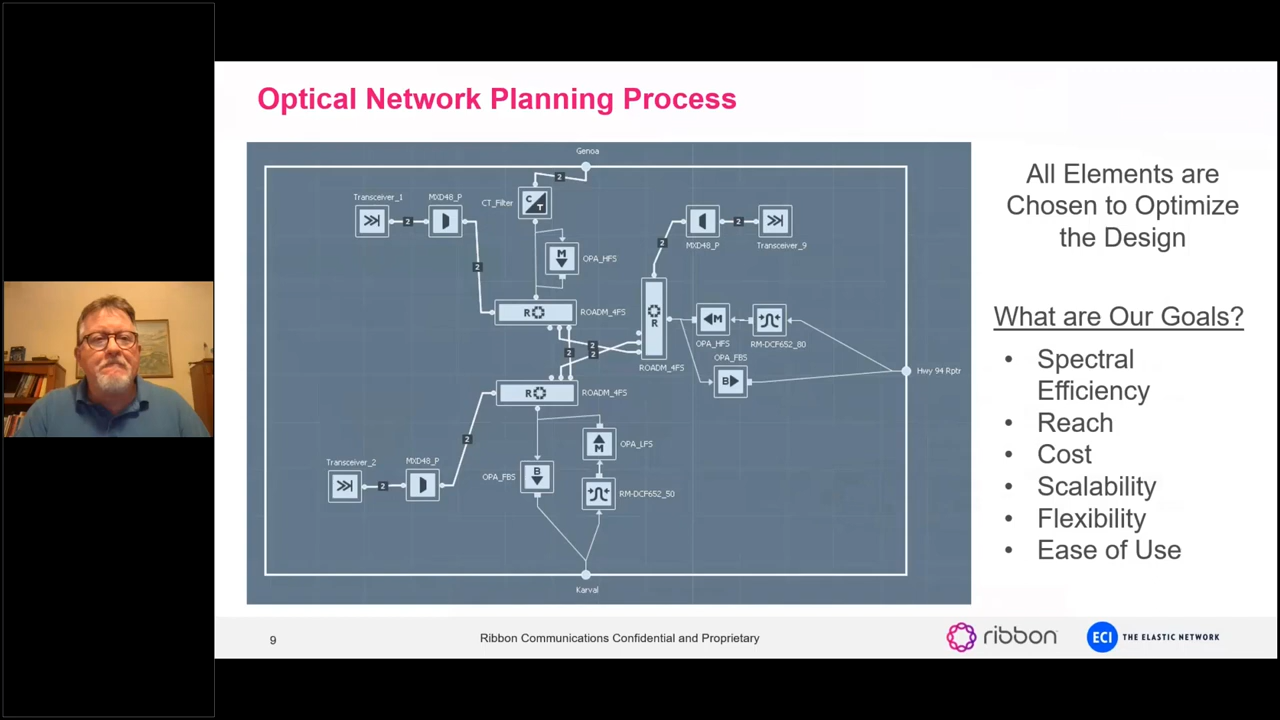 Optical Network Planning Process
Genoa
Transceiver_1
MXD48_P
CT_Filter
C
T
2
2
2
M
OPA_HFS
R
ROADM_4FS
2
2
2
MXD48_P
Transceiver_9
2
2
R
ROADM_4FS
M
OPA_HFS
RM-DCF652_80
OPA_FBS
B
Hwy 94 Rptr
R
ROADM_4FS
2
Transceiver_2
MXD48_P
2
OPA_FBS
B
M
OPA_LFS
RM-DCF652_50
Karval
All Elements are
Chosen to Optimize
the Design
What are Our Goals?
• Spectral
Efficiency
• Reach
• Cost
• Scalability
• Flexibility
• Ease of Use
9
Ribbon Communications Confidential and Proprietary
ribbon
ECI THE ELASTIC NETWORK